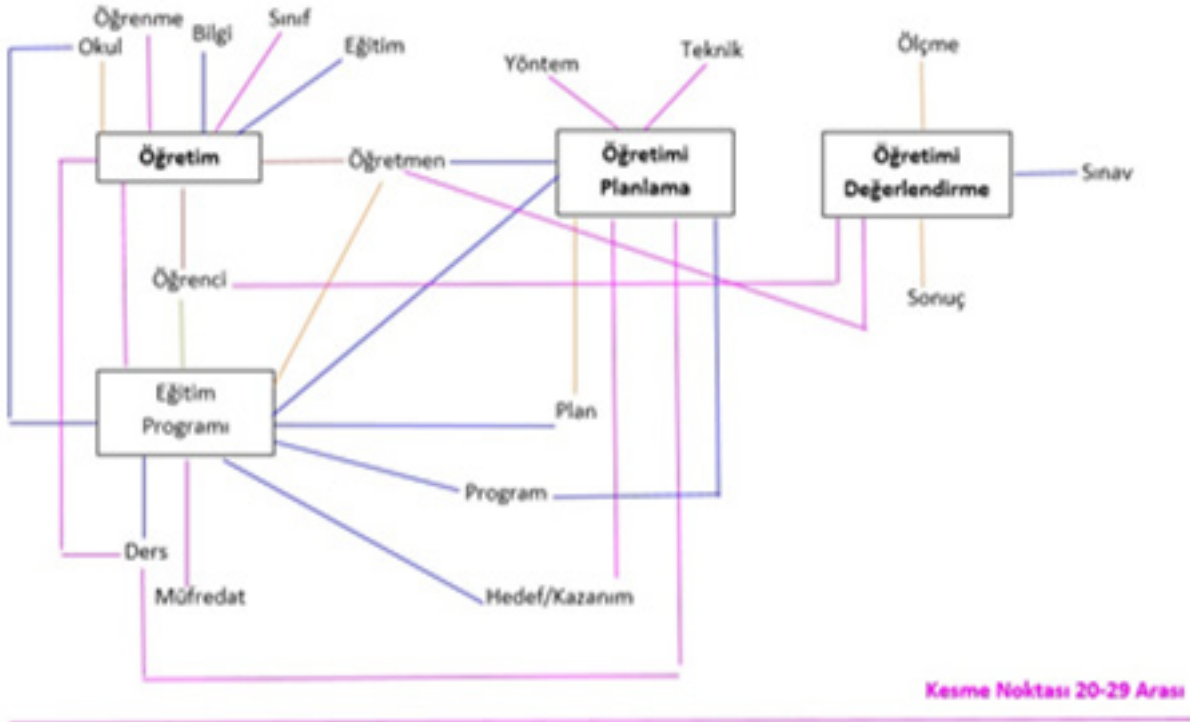 Öğrenme
Sınıf
Okul
Bilgi
Eğitim
Yöntem
Teknik
Ölçme
Öğretim
Öğretmen
Öğretimi
Planlama
Öğretimi
Değerlendirme
Sınav
Öğrenci
Sonuç
Eğitim
Programı
Plan
Program
Ders
Müfredat
Hedef/Kazanım
Kesme Noktası 20-29 Arası